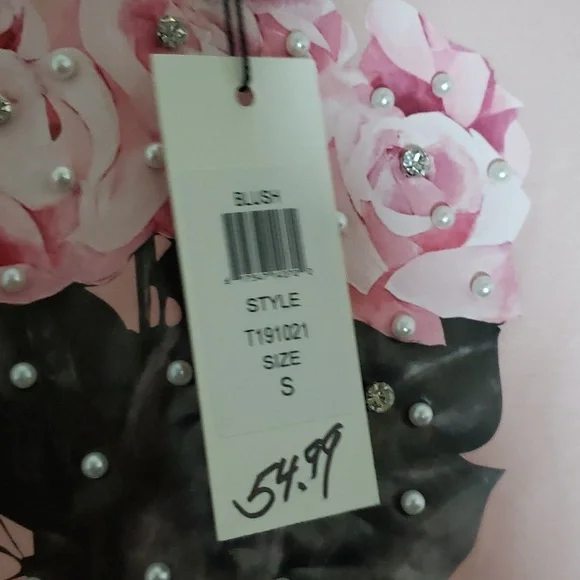 BLUSH
STYLE
T191021
SIZE
S
54.99